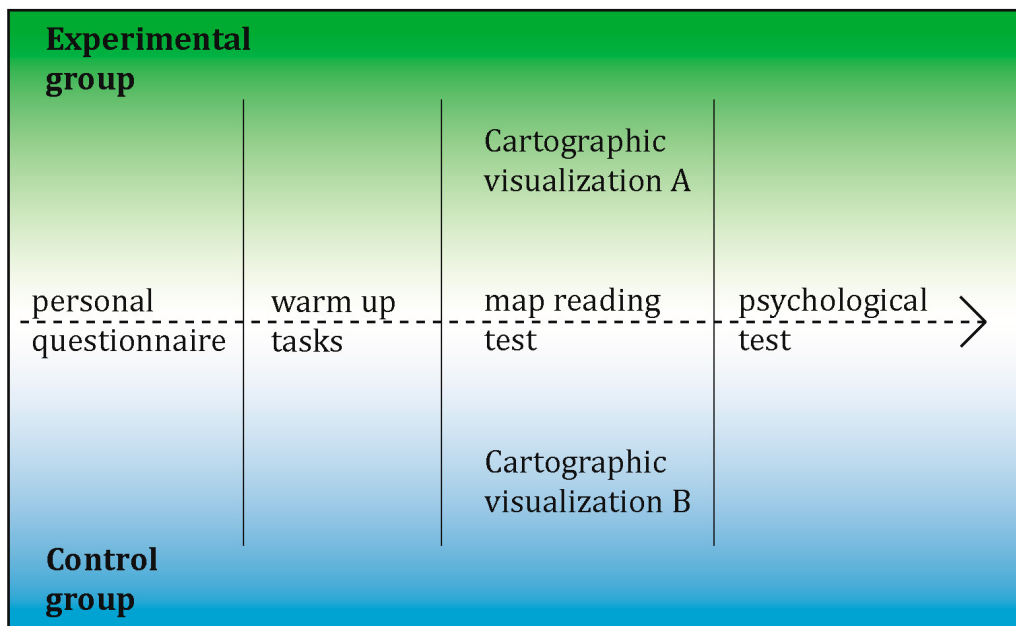 Experimental
group
Cartographic
visualization A
personal
questionnaire
warm up
tasks
map reading
test
psychological
test
Cartographic
visualization B
Control
group